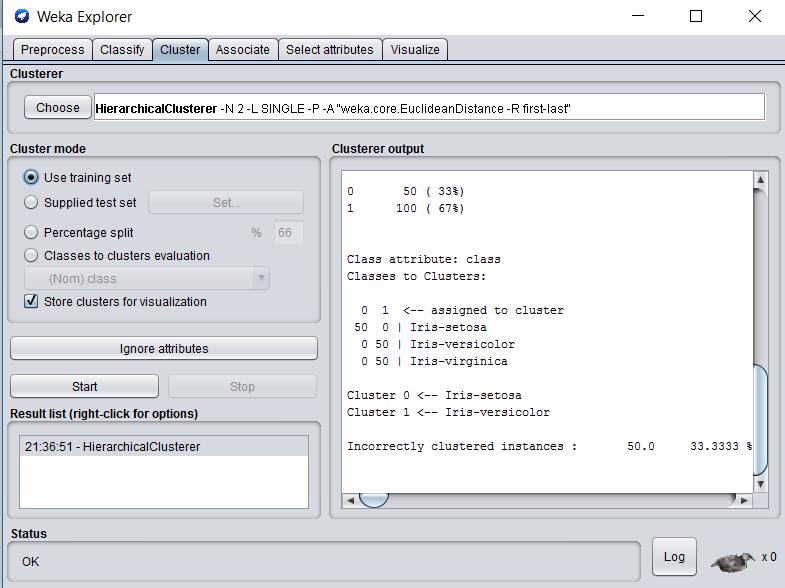 Weka Explorer
Preprocess Classify Cluster Associate Select attributes Visualize
Clusterer
Choose HierarchicalClusterer -N 2 -L SINGLE -P -A "weka.core.EuclideanDistance -R first-last"
Cluster mode
Use training set
Supplied test set Set...
Percentage split % 66
Classes to clusters evaluation
(Nom) class
Store clusters for visualization
Ignore attributes
Start Stop
Result list (right-click for options)
21:36:51 - HierarchicalClusterer
Clusterer output
0 50 ( 33%)
1 100 ( 67%)
Class attribute: class
Classes to Clusters:
0 1 <-- assigned to cluster
50 0 | Iris-setosa
0 50 | Iris-versicolor
0 50 | Iris-virginica
Cluster 0 <-- Iris-setosa
Cluster 1 <-- Iris-versicolor
Incorrectly clustered instances : 50.0 33.3333 %
Status
OK
Log x 0